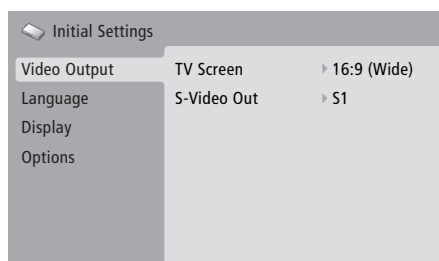 Initial Settings
Video Output
TV Screen
16:9 (Wide)
Language
S-Video Out
S1
Display
Options